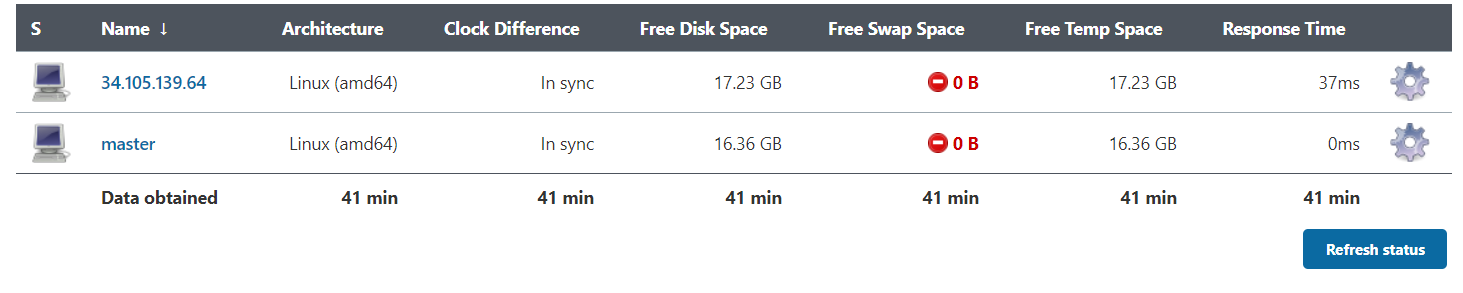 S Name ↓ Architecture Clock Difference Free Disk Space Free Swap Space Free Temp Space Response Time
34.105.139.64 Linux (amd64) In sync 17.23 GB 0 B 17.23 GB 37ms
master Linux (amd64) In sync 16.36 GB 0 B 16.36 GB 0ms
Data obtained 41 min 41 min 41 min 41 min 41 min 41 min
Refresh status